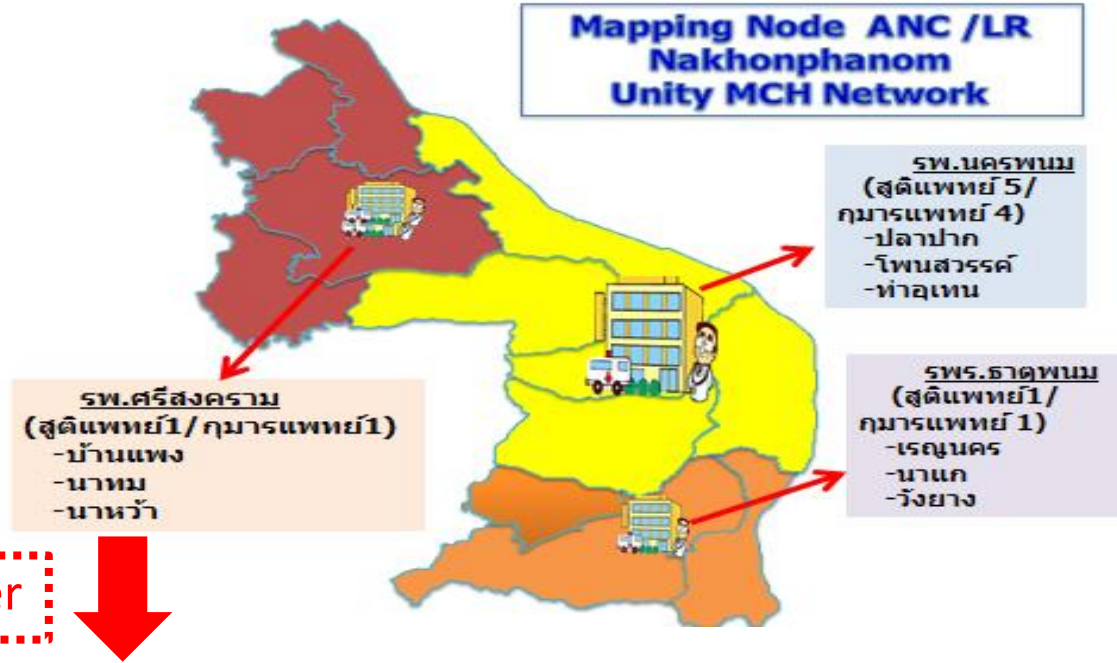 Mapping Node ANC /LR
Nakhonphanom
Unity MCH Network
รพ.นครพนม
(สูติแพทย์ 5/
กุมารแพทย์ 4)
-ปลาปาก
-โพนสวรรค์
-ท่าอุเทน
รพ.ศรีสงคราม
(สูติแพทย์1/กุมารแพทย์1)
-บ้านแพง
-นาทม
-นาหว้า
รพร.ธาตุพนม
(สูติแพทย์1/
กุมารแพทย์ 1)
-เรณูนคร
-นาแก
-วังยาง
er